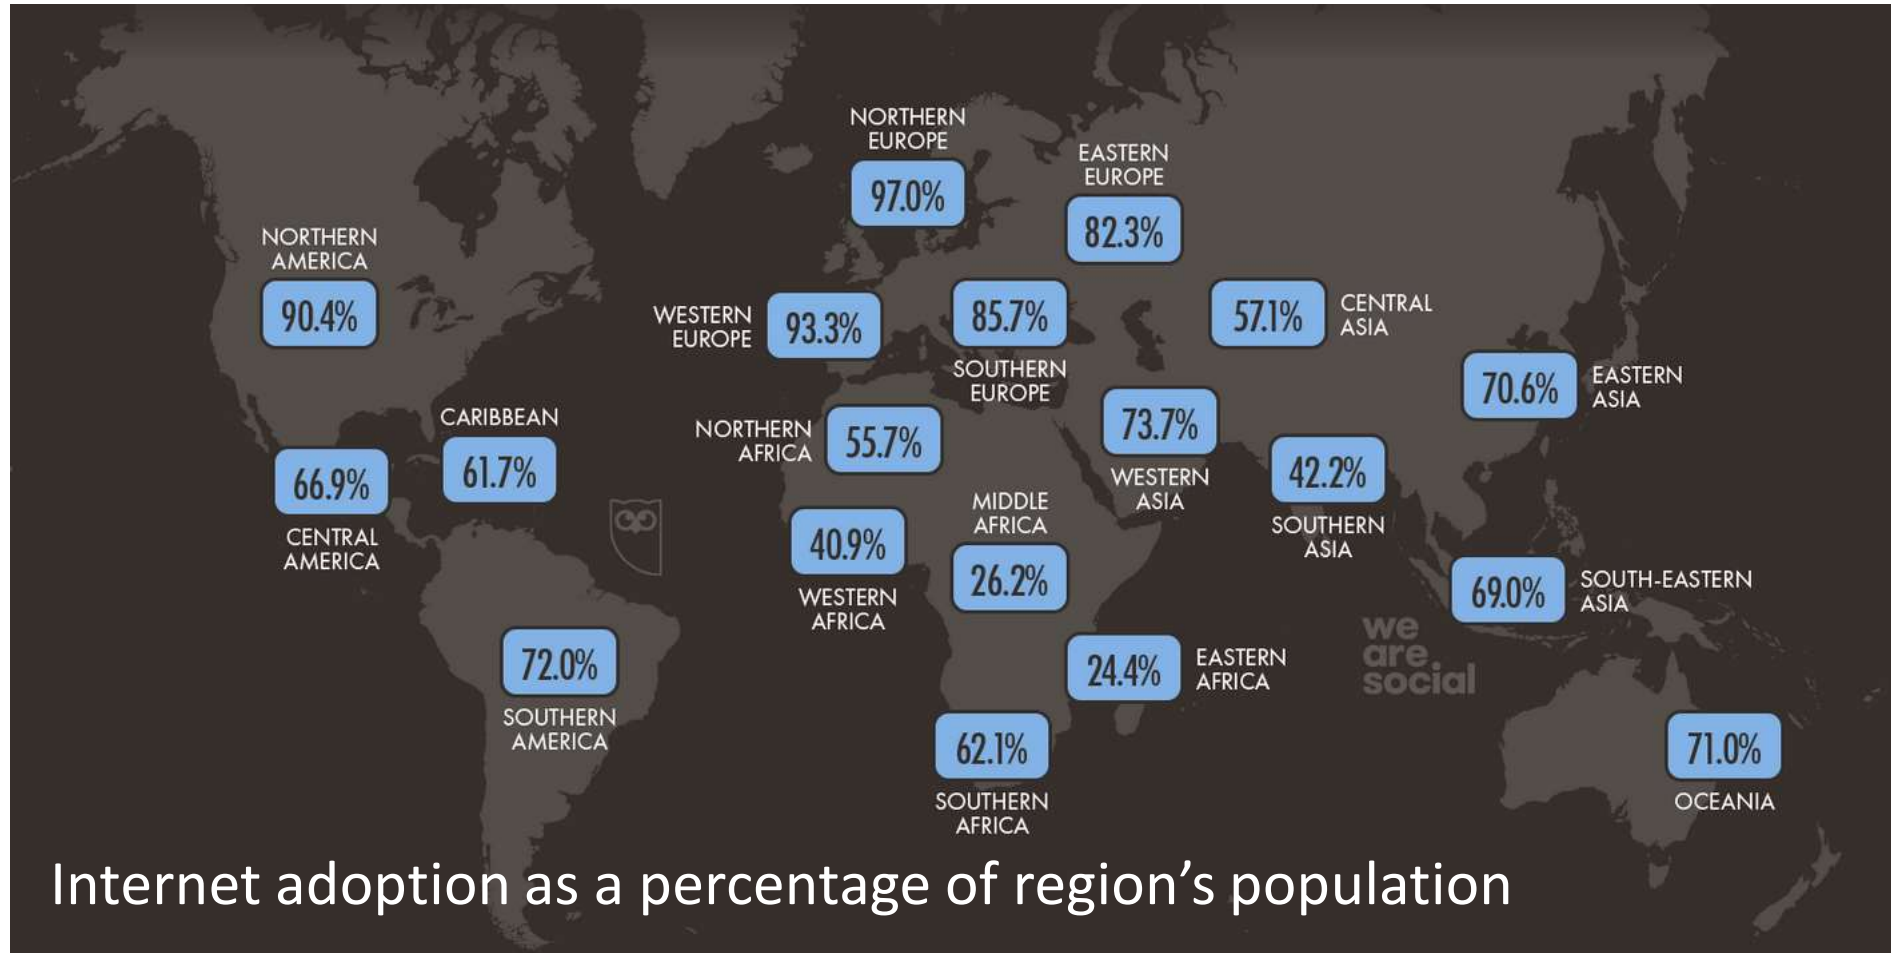 NORTHERN
EUROPE
97.0%
EASTERN
EUROPE
82.3%
NORTHERN
AMERICA
90.4%
WESTERN
EUROPE
93.3%
85.7%
SOUTHERN
EUROPE
57.1%
CENTRAL
ASIA
70.6%
EASTERN
ASIA
CARIBBEAN
61.7%
66.9%
CENTRAL
AMERICA
NORTHERN
AFRICA
55.7%
73.7%
WESTERN
ASIA
42.2%
SOUTHERN
ASIA
40.9%
WESTERN
AFRICA
MIDDLE
AFRICA
26.2%
69.0%
SOUTH-EASTERN
ASIA
we
are
social
72.0%
SOUTHERN
AMERICA
24.4%
EASTERN
AFRICA
62.1%
SOUTHERN
AFRICA
71.0%
OCEANIA
Internet adoption as a percentage of region’s population